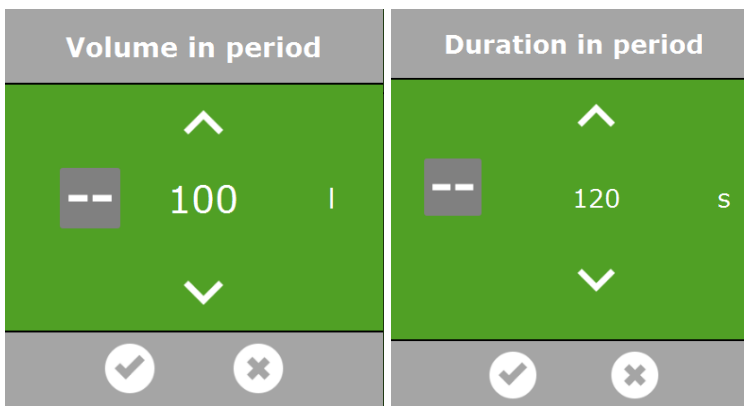 Volume in period
-- 100 l
Duration in period
-- 120 s